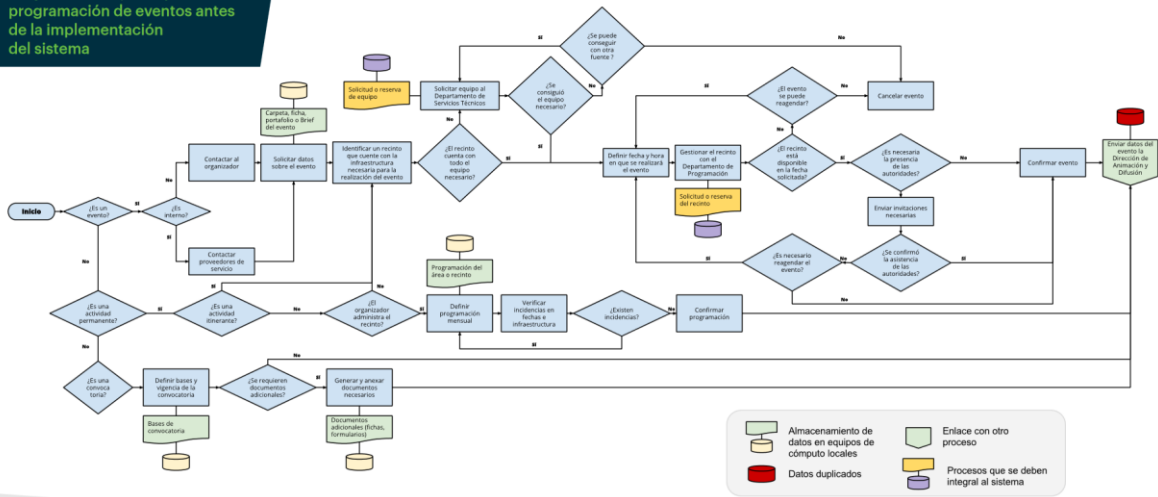 programación de eventos antes
de la implementación
del sistema
¿Se puede
conseguir
con otra
fuente ?
Sí
No
Solicitud o reserva
de equipo
Solicitar equipo al
Departamento de
Servicios Técnicos
¿Se
consiguió
el equipo
necesario?
No
Sí
¿El evento
se puede
reagendar?
Sí
No
Cancelar evento
Carpeta, ficha,
portafolio o Brief
del evento
No
Contactar al
organizador
Solicitar datos
sobre el evento
Identificar un recinto
que cuente con la
infraestructura
necesaria para la
realización del evento
¿El recinto
cuenta con
todo el
equipo
necesario?
Sí
Definir fecha y hora
en que se realizará
el evento
Gestionar el recinto
con el
Departamento de
Programación
No
¿El recinto
está
disponible
en la fecha
solicitada?
Sí
¿Es necesaria
la presencia
de las
autoridades?
No
Confirmar evento
Enviar datos del
evento la
Dirección de
Animación y
Difusión
Solicitud o reserva
del recinto
Sí
Enviar invitaciones
necesarias
No
Inicio
¿Es un
evento?
Sí
¿Es
interno?
Sí
Contactar
proveedores de
servicio
Sí
¿Es necesario
reagendar el
evento?
No
¿Se confirmó
la asistencia
de las
autoridades?
Sí
Sí
No
No
Programación del
área o recinto
Sí
No
¿Es una
actividad
permanente?
Sí
¿Es una
actividad
itinerante?
No
¿El
organizador
administra el
recinto?
Sí
Definir
programación
mensual
Verificar
incidencias en
fechas e
infraestructura
¿Existen
incidencias?
No
Confirmar
programación
Sí
No
No
¿Es una
convoca
toria?
Definir bases y
vigencia de la
convocatoria
¿Se requieren
documentos
adicionales?
Sí
Generar y anexar
documentos
necesarios
Bases de
convocatoria
Documentos
adicionales (fichas,
formularios)
Almacenamiento de
datos en equipos de
cómputo locales
Enlace con otro
proceso
Datos duplicados
Procesos que se deben
integral al sistema